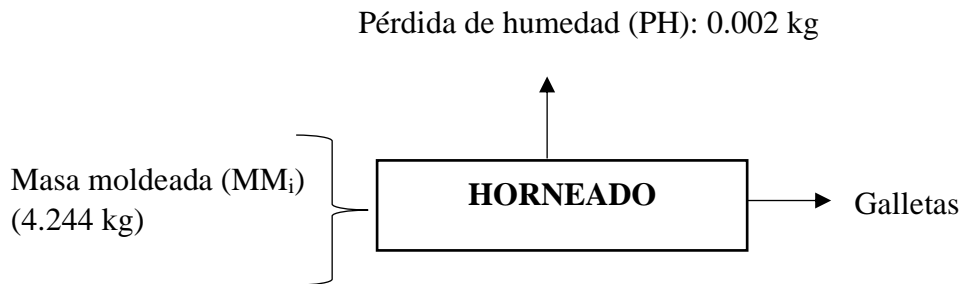 Pérdida de humedad (PH): 0.002 kg
Masa moldeada (MMi)
(4.244 kg)
HORNEADO
Galletas